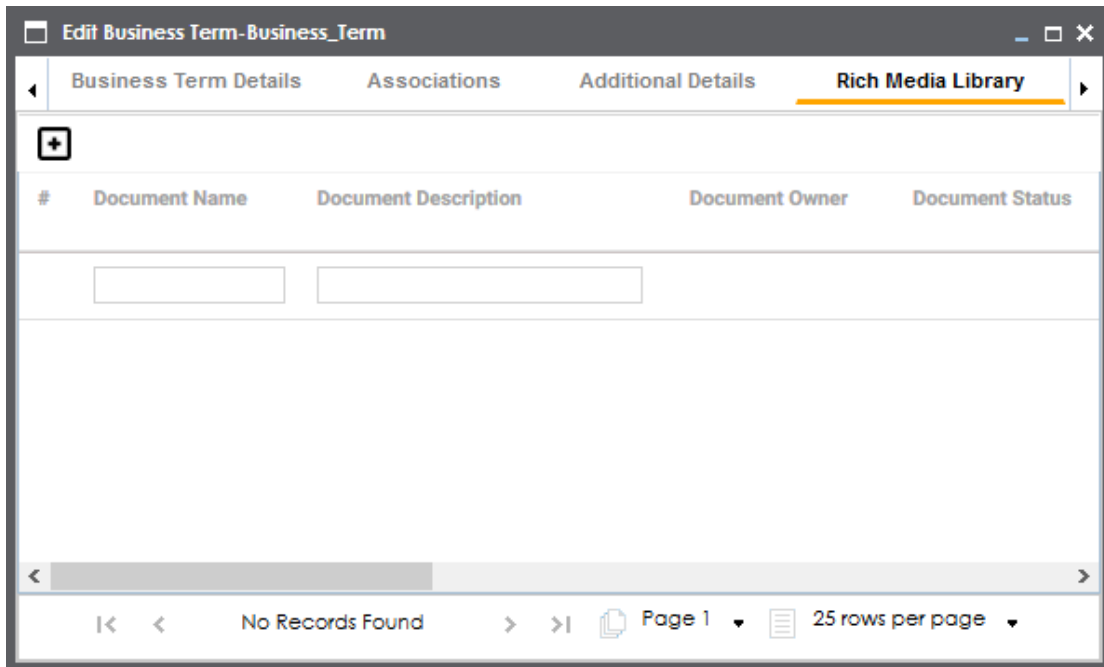 Edit Business Term-Business_Term
Business Term Details Associations Additional Details Rich Media Library
# Document Name Document Description Document Owner Document Status
No Records Found Page 1 25 rows per page